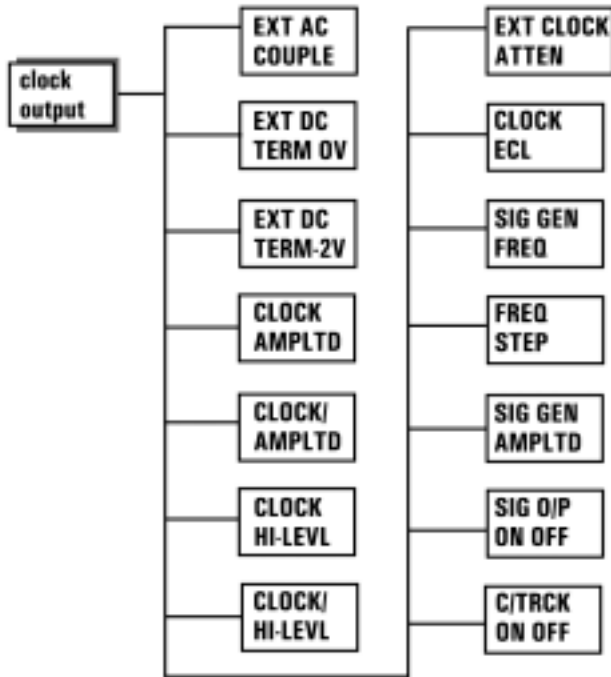 clock
output
EXT AC
COUPLE
EXT DC
TERM 0V
EXT DC
TERM-2V
CLOCK
AMPLTD
CLOCK/
AMPLTD
CLOCK
HI-LEVL
CLOCK/
HI-LEVL
EXT CLOCK
ATTEN
CLOCK
ECL
SIG GEN
FREQ
FREQ
STEP
SIG GEN
AMPLTD
SIG O/P
ON OFF
C/TRCK
ON OFF